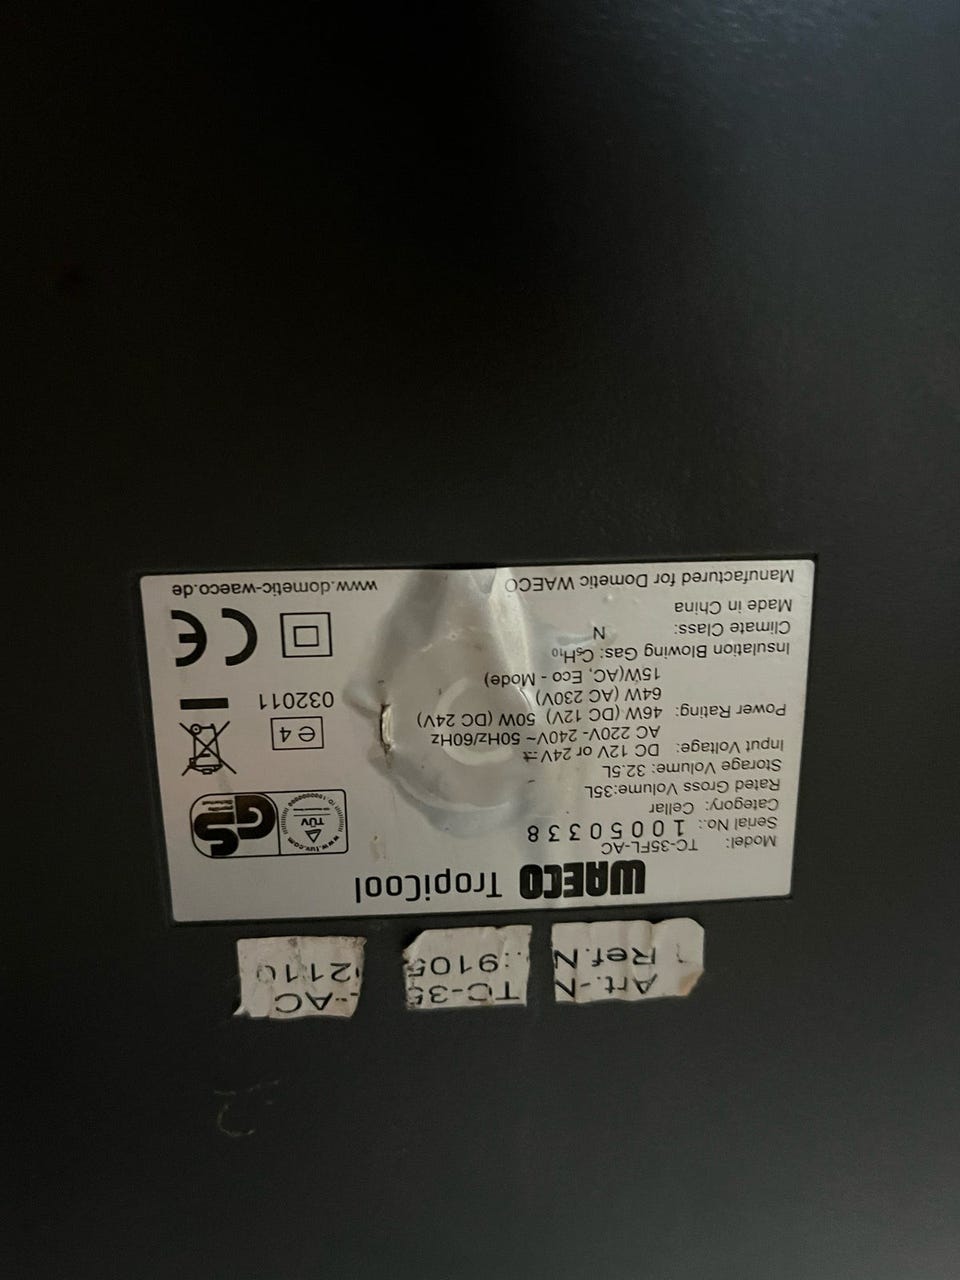 WAECO TropiCool
Model: TC-35FL-AC
Serial No.: 10050338
Category: Cellar
Rated Gross Volume:35L
Storage Volume: 32.5L
Input Voltage: DC 12V or 24V
AC 220V- 240V~ 50Hz/60Hz
Power Rating: 46W (DC 12V) 50W (DC 24V)
64W (AC 230V)
15W(AC, Eco - Mode)
Insulation Blowing Gas: C₅H₁₀
Climate Class: N
Made in China
Manufactured for Dometic WAECO
www.dometic-waeco.de
www.tuv.com
TÜV
GS
e4
032011
CE
Art.-N TC-35 -AC
Ref.N ..:9105 02110